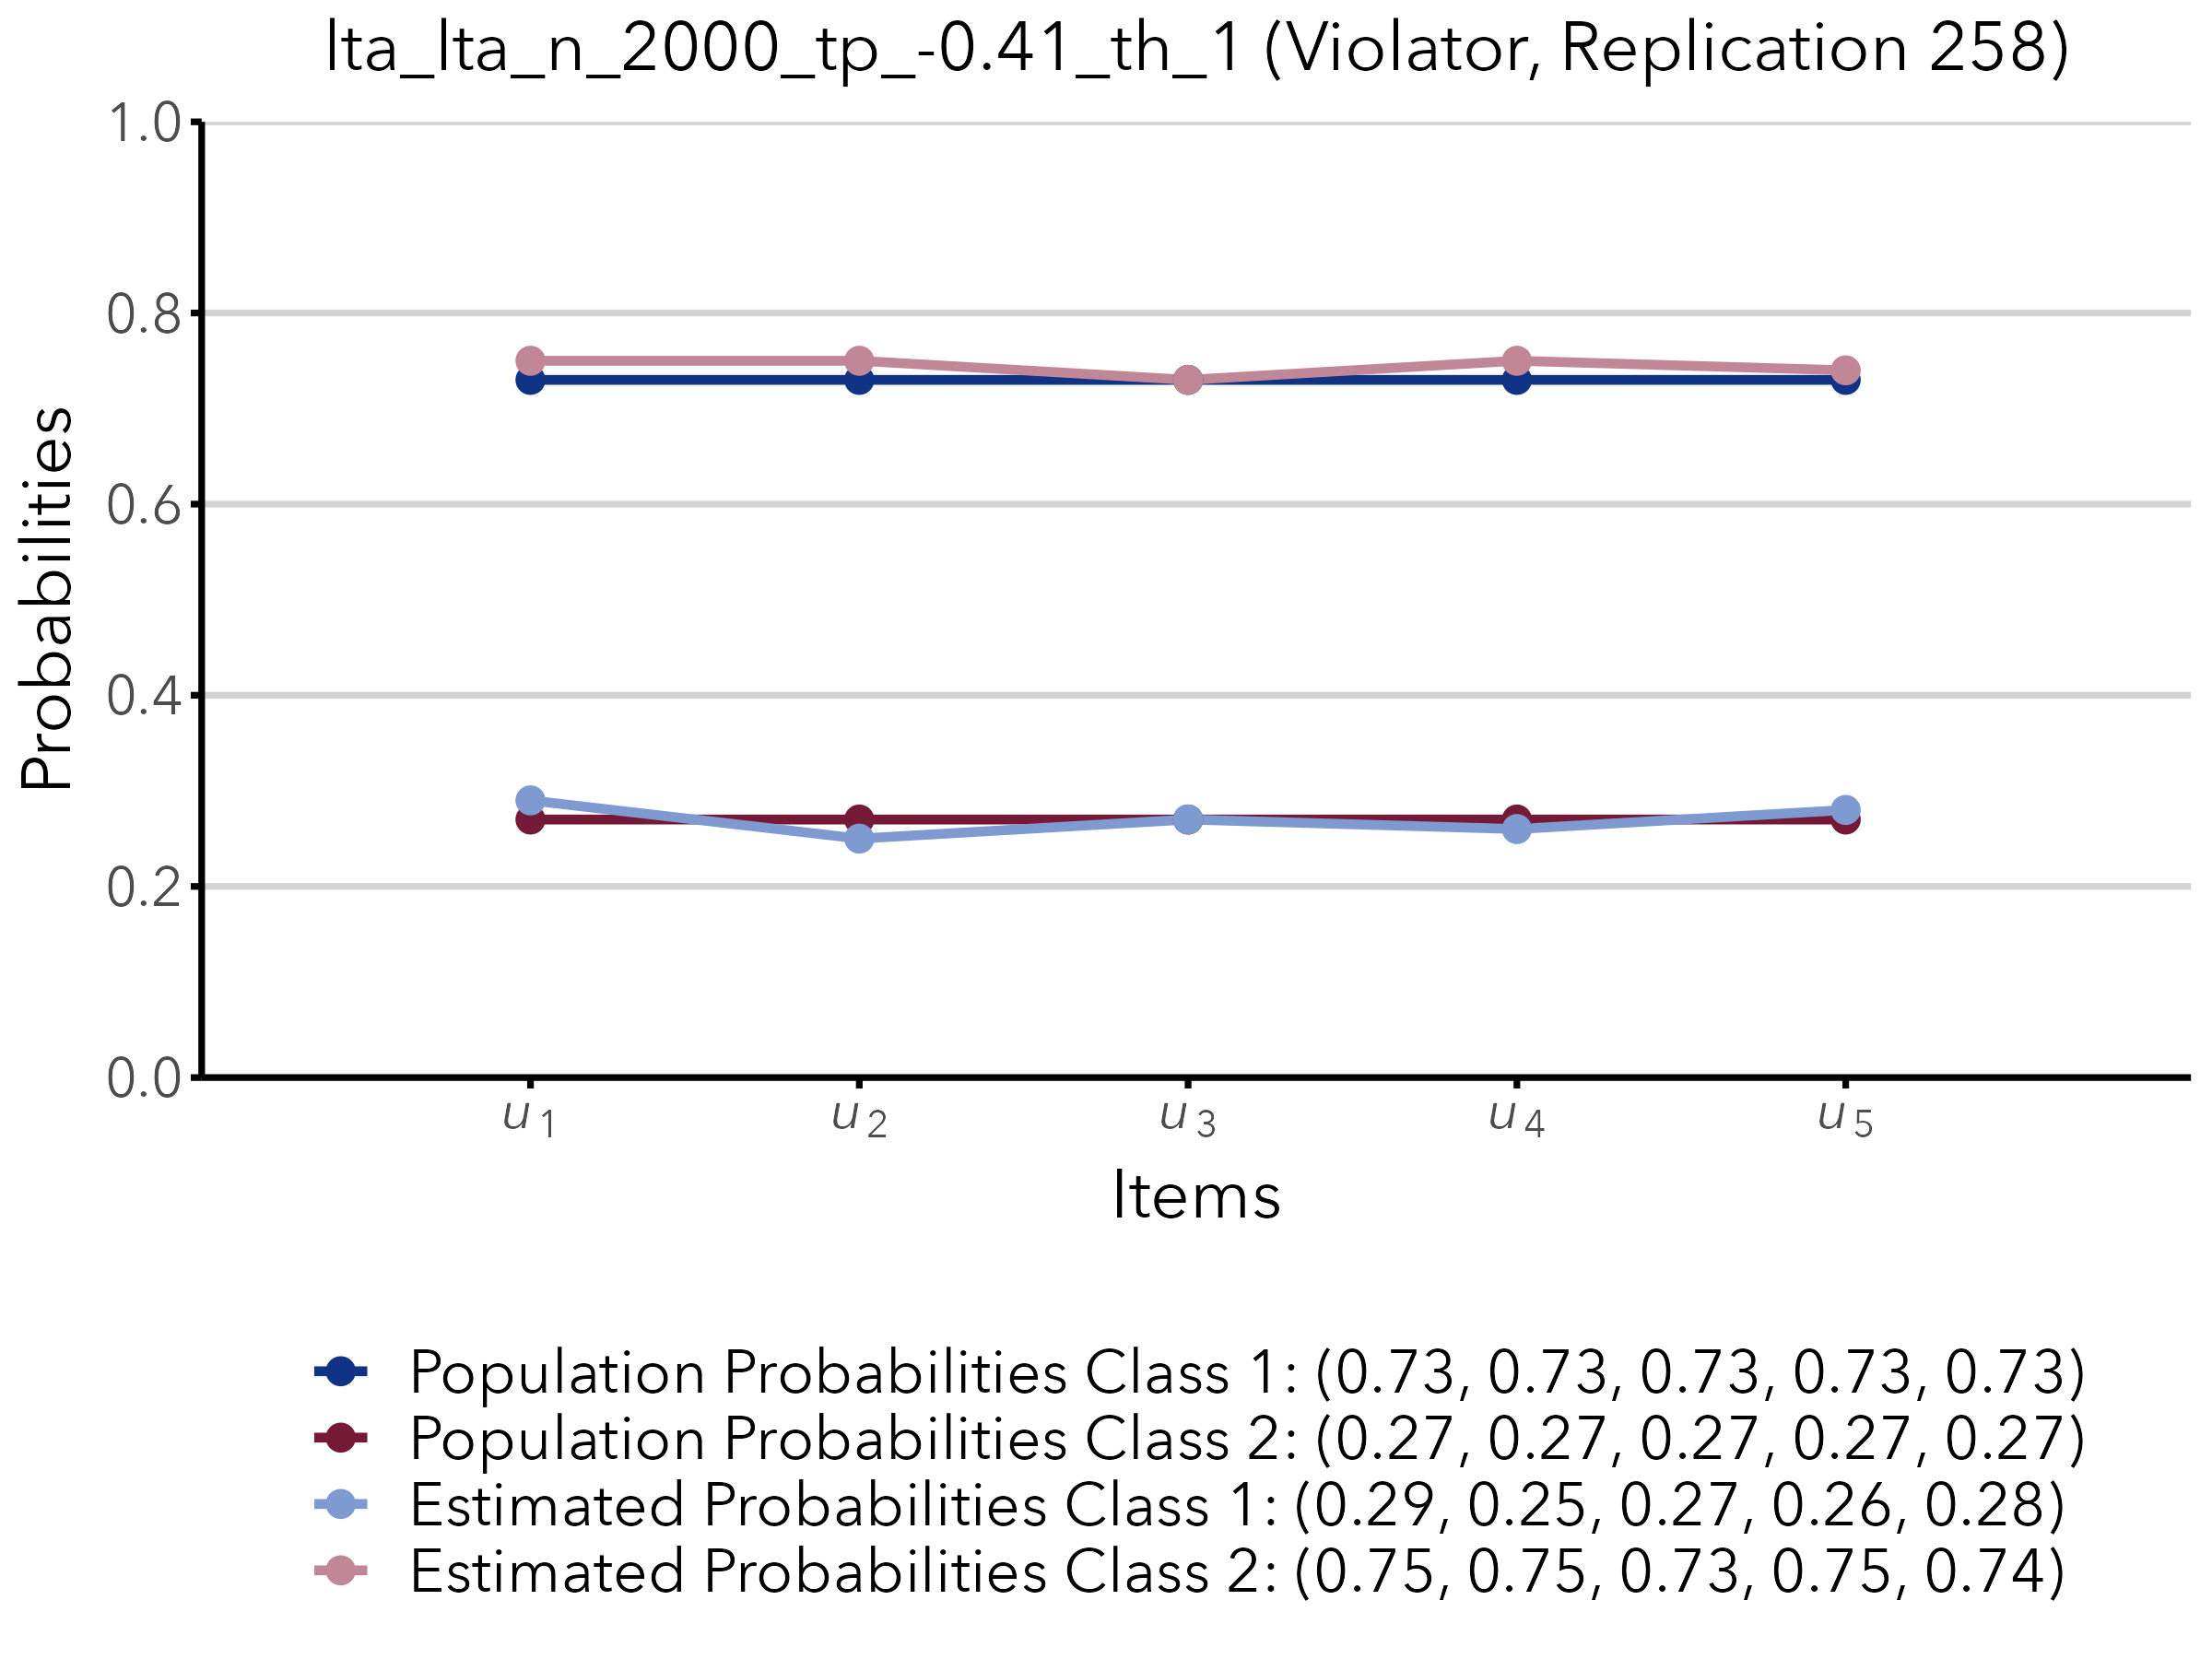 lta_lta_n_2000_tp_-0.41_th_1 (Violator, Replication 258)
1.0
0.8
0.6
0.4
0.2
0.0
Probabilities
u1 u2 u3 u4 u5
Items
Population Probabilities Class 1: (0.73, 0.73, 0.73, 0.73, 0.73)
Population Probabilities Class 2: (0.27, 0.27, 0.27, 0.27, 0.27)
Estimated Probabilities Class 1: (0.29, 0.25, 0.27, 0.26, 0.28)
Estimated Probabilities Class 2: (0.75, 0.75, 0.73, 0.75, 0.74)